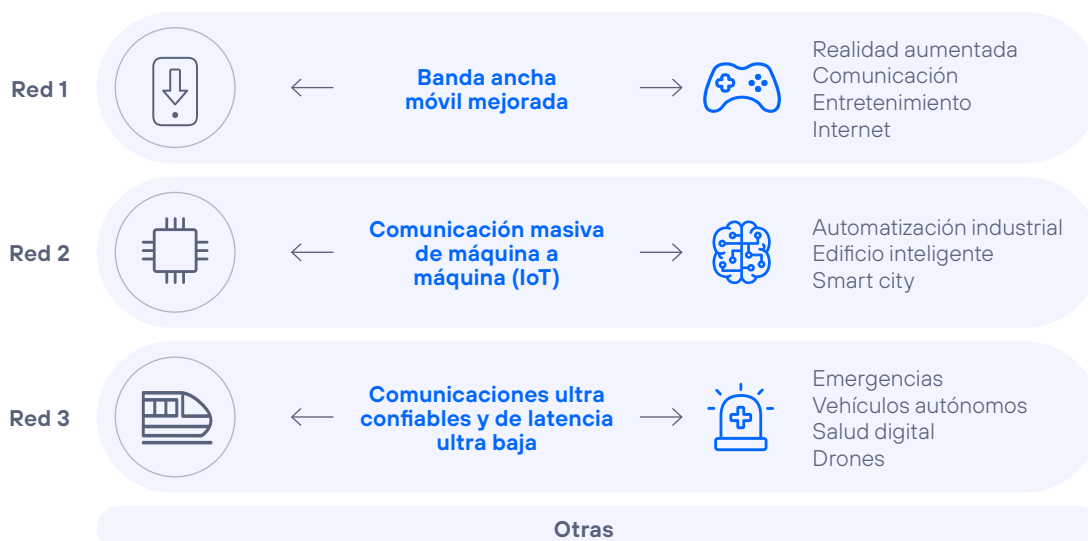 Red 1
Banda ancha
móvil mejorada
Realidad aumentada
Comunicación
Entretenimiento
Internet
Red 2
Comunicación masiva
de máquina a
máquina (IoT)
Automatización industrial
Edificio inteligente
Smart city
Red 3
Comunicaciones ultra
confiables y de latencia
ultra baja
Emergencias
Vehículos autónomos
Salud digital
Drones
Otras